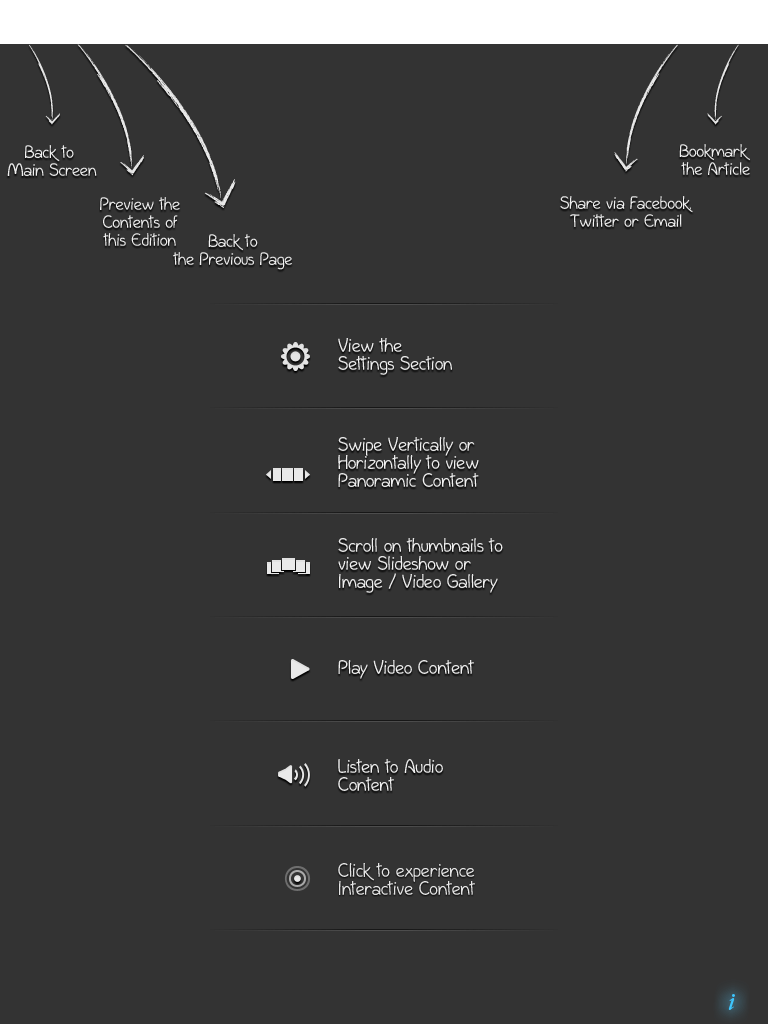 Back to
Main Screen
Preview the
Contents of
this Edition
Back to
the Previous Page
Share via Facebook
Twitter or Email
Bookmark
the Article
View the
Settings Section
Swipe Vertically or
Horizontally to view
Panoramic Content
Scroll on thumbnails to
view Slideshow or
Image / Video Gallery
Play Video Content
Listen to Audio
Content
Click to experience
Interactive Content
i